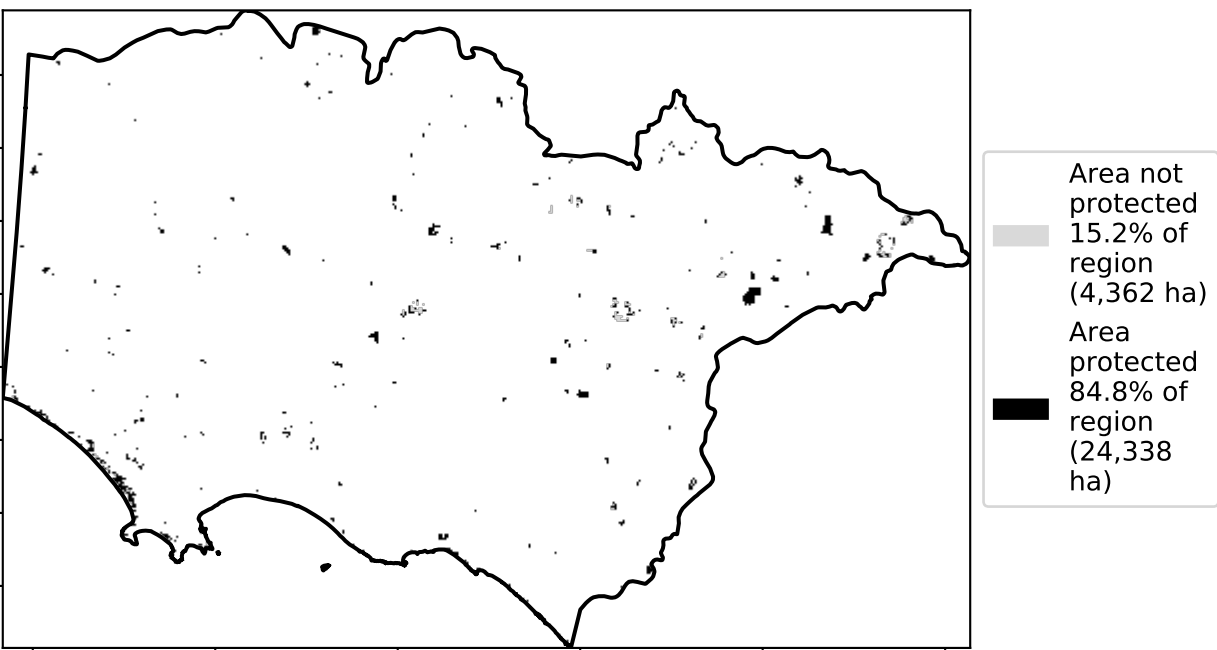 Area not
protected
15.2% of
region
(4,362 ha)
Area
protected
84.8% of
region
(24,338
ha)